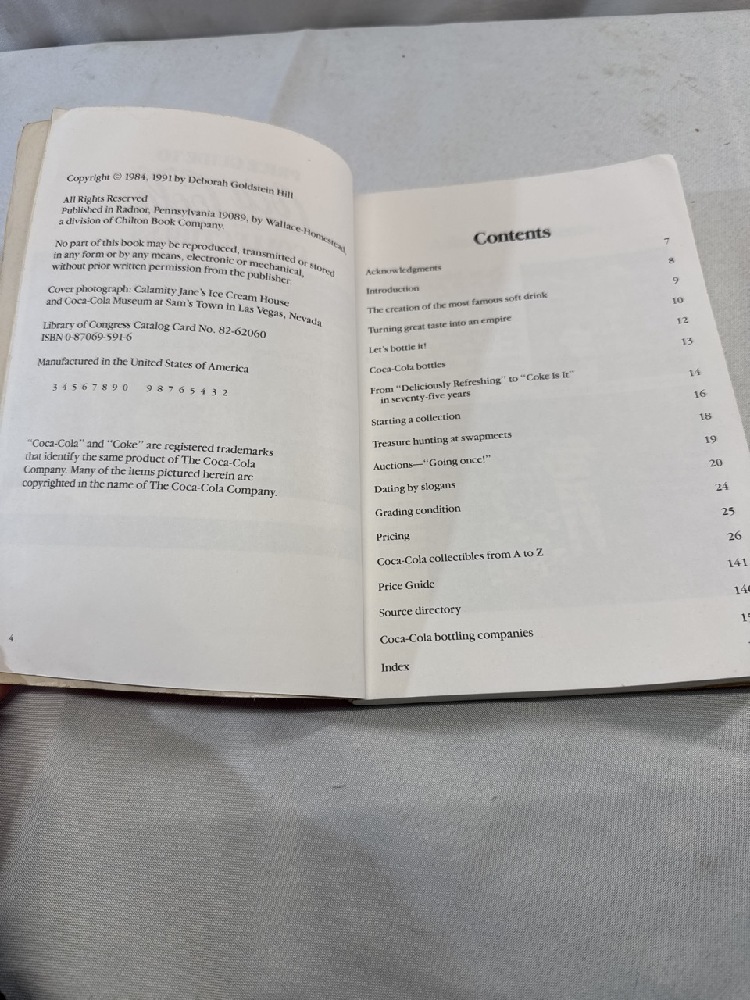 Copyright © 1984, 1991 by Deborah Goldstein Hill
All Rights Reserved
Published in Radnor, Pennsylvania 19089, by Wallace-Homestead,
a division of Chilton Book Company
No part of this book may be reproduced, transmitted or stored
in any form or by any means, electronic or mechanical,
without prior written permission from the publisher
Cover photograph: Calamity Jane's Ice Cream House
and Coca-Cola Museum at Sam's Town in Las Vegas, Nevada
Library of Congress Catalog Card No. 82-62060
ISBN 0-87069-591-6
Manufactured in the United States of America
3 4 5 6 7 8 9 0 9 8 7 6 5 4 3 2
"Coca-Cola" and "Coke" are registered trademarks
that identify the same product of The Coca-Cola
Company. Many of the items pictured herein are
copyrighted in the name of The Coca-Cola Company.
4
Contents
Acknowledgments 7
Introduction 8
The creation of the most famous soft drink 9
Turning great taste into an empire 10
Let's bottle it! 12
Coca-Cola bottles 13
From "Deliciously Refreshing" to "Coke Is It"
in seventy-five years 14
Starting a collection 16
Treasure hunting at swapmeets 18
Auctions—"Going once!" 19
Dating by slogans 20
Grading condition 24
Pricing 25
Coca-Cola collectibles from A to Z 26
Price Guide 141
Source directory
Coca-Cola bottling companies
Index